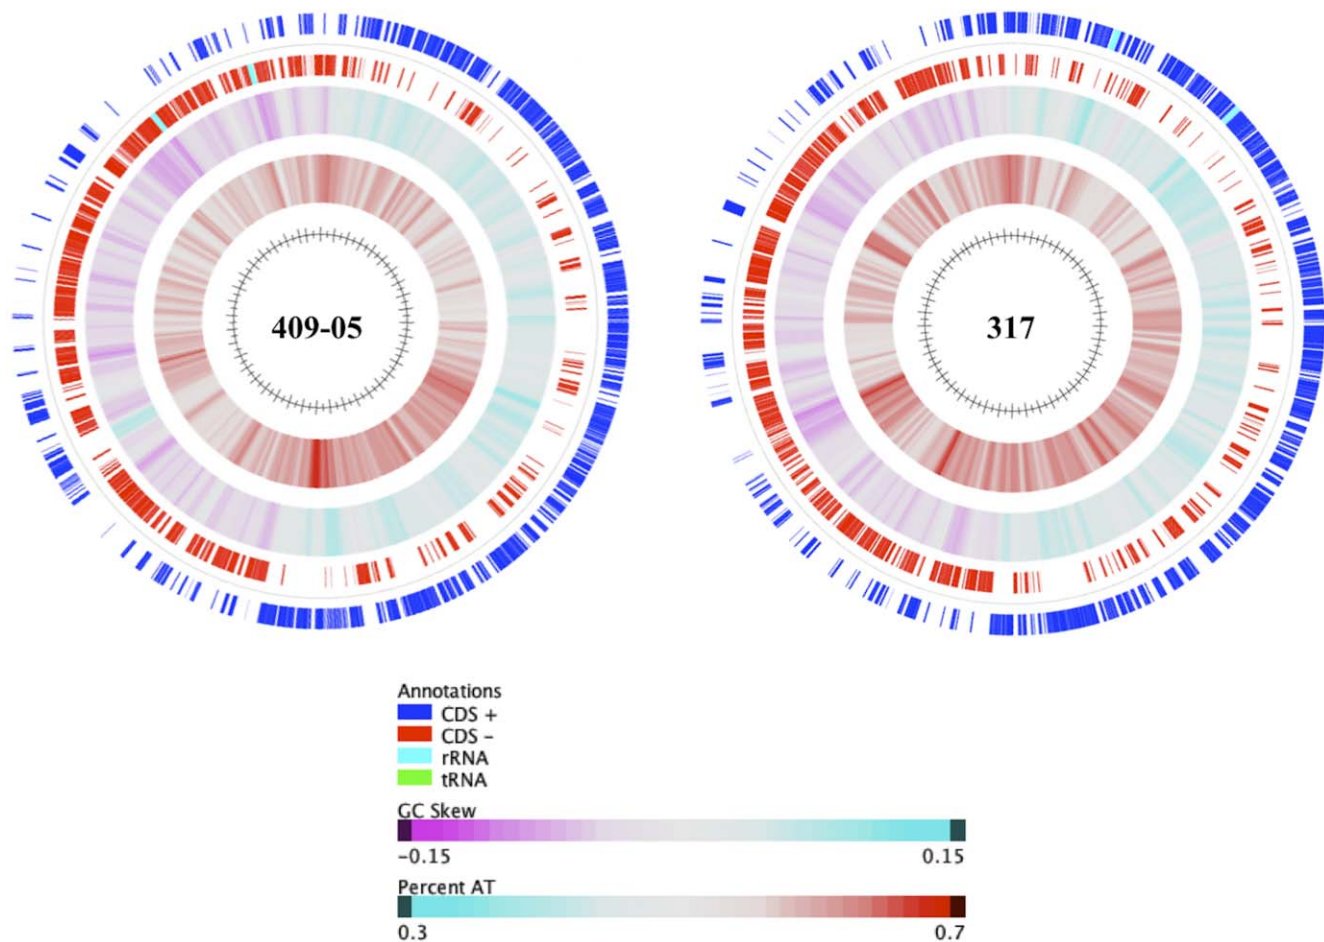 409-05
317
Annotations
CDS +
CDS −
rRNA
tRNA
GC Skew
−0.15 0.15
Percent AT
0.3 0.7